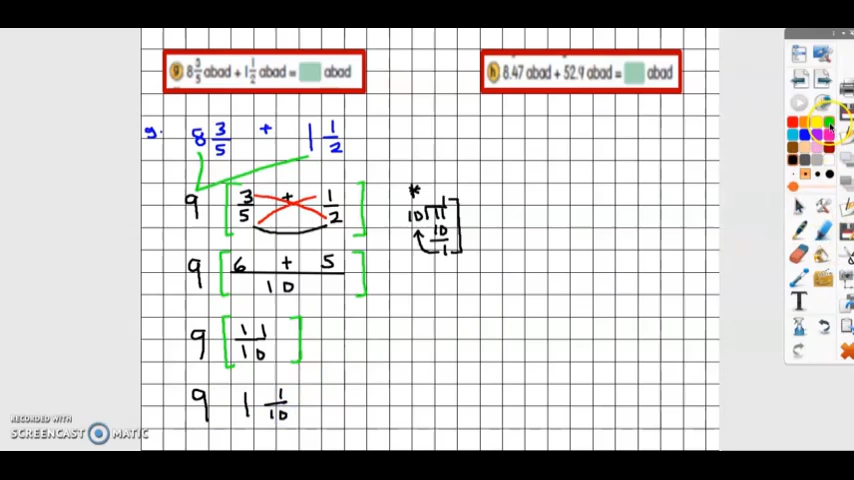 g 8 3/5 abad + 1 1/2 abad = abad
h 8.47 abad + 52.9 abad = abad
g. 8 3/5 + 1 1/2
9 [ 3/5 + 1/2 ]
9 [ 6 + 5 / 10 ]
9 [ 11/10 ]
9 1 1/10
*
1
10 11
10
1
RECORDED WITH
SCREENCAST MATIC
T